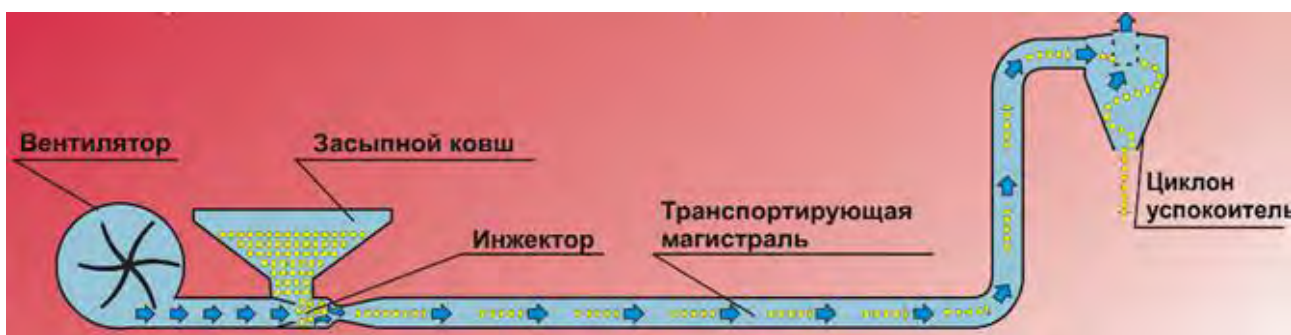 Вентилятор
Засыпной ковш
Инжектор
Транспортирующая
магистраль
Циклон
успокоитель